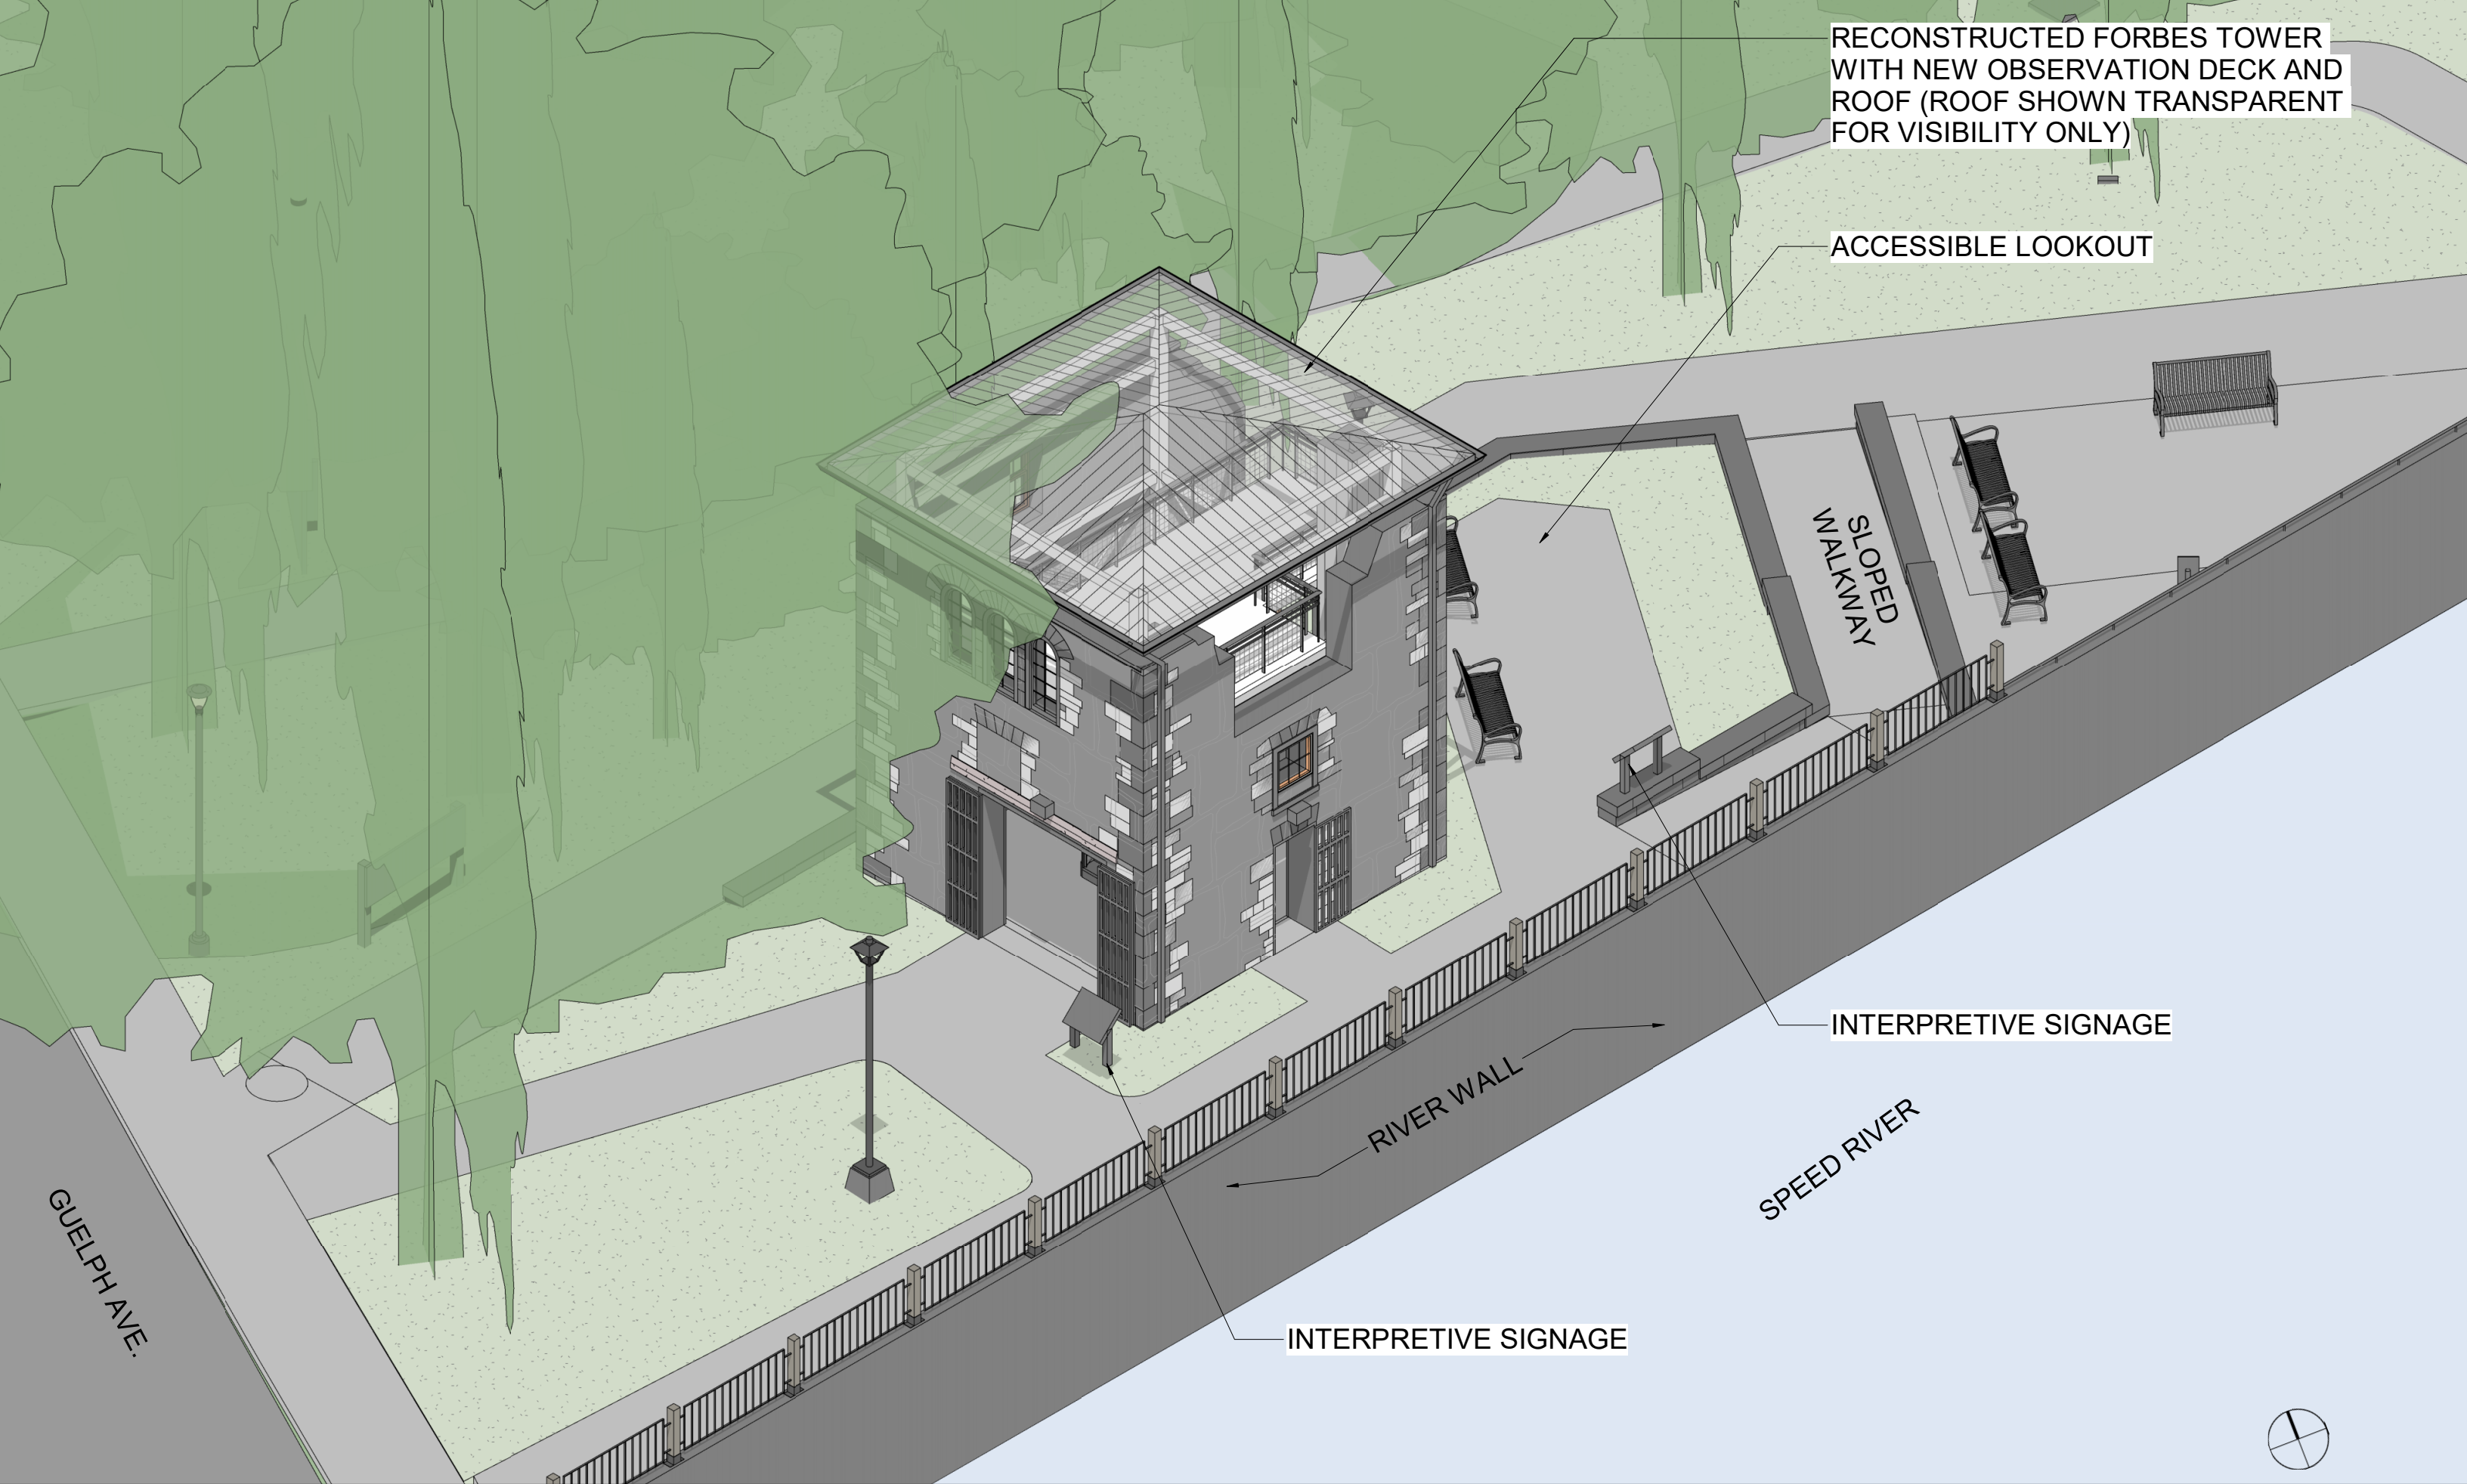 RECONSTRUCTED FORBES TOWER
WITH NEW OBSERVATION DECK AND
ROOF (ROOF SHOWN TRANSPARENT
FOR VISIBILITY ONLY)
ACCESSIBLE LOOKOUT
SLOPED
WALKWAY
INTERPRETIVE SIGNAGE
RIVER WALL
SPEED RIVER
GUELPH AVE.
INTERPRETIVE SIGNAGE